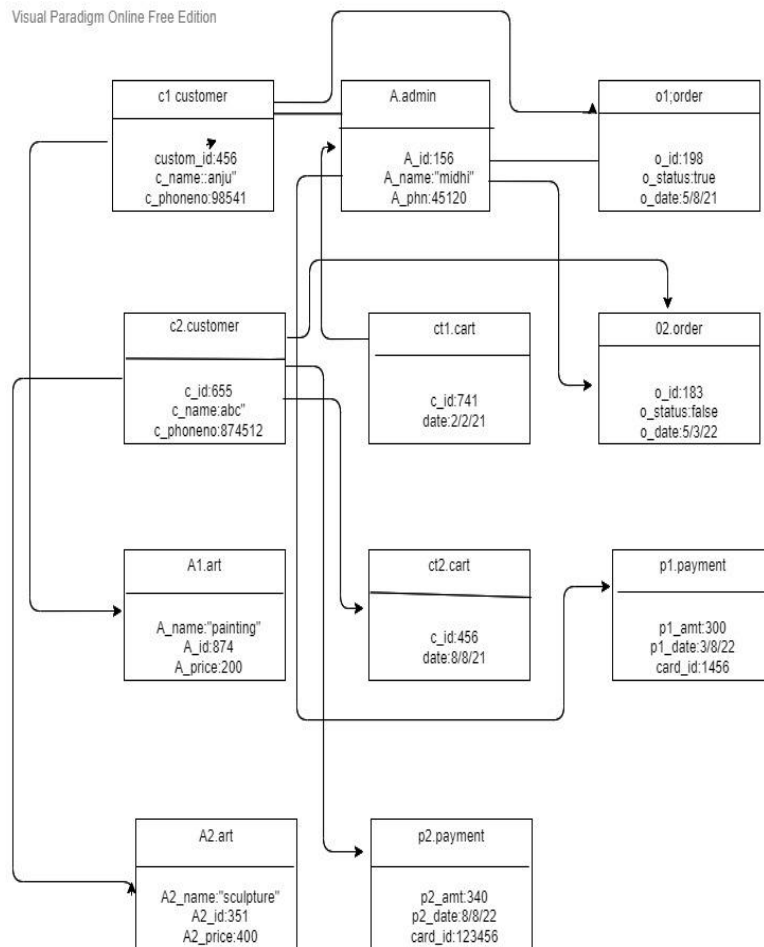 Visual Paradigm Online Free Edition
c1 customer
custom_id:456
c_name::anju"
c_phoneno:98541
A.admin
A_id:156
A_name:"midhi"
A_phn:45120
o1;order
o_id:198
o_status:true
o_date:5/8/21
c2.customer
c_id:655
c_name:abc"
c_phoneno:874512
ct1.cart
c_id:741
date:2/2/21
02.order
o_id:183
o_status:false
o_date:5/3/22
A1.art
A_name:"painting"
A_id:874
A_price:200
ct2.cart
c_id:456
date:8/8/21
p1.payment
p1_amt:300
p1_date:3/8/22
card_id:1456
A2.art
A2_name:"sculpture"
A2_id:351
A2_price:400
p2.payment
p2_amt:340
p2_date:8/8/22
card_id:123456